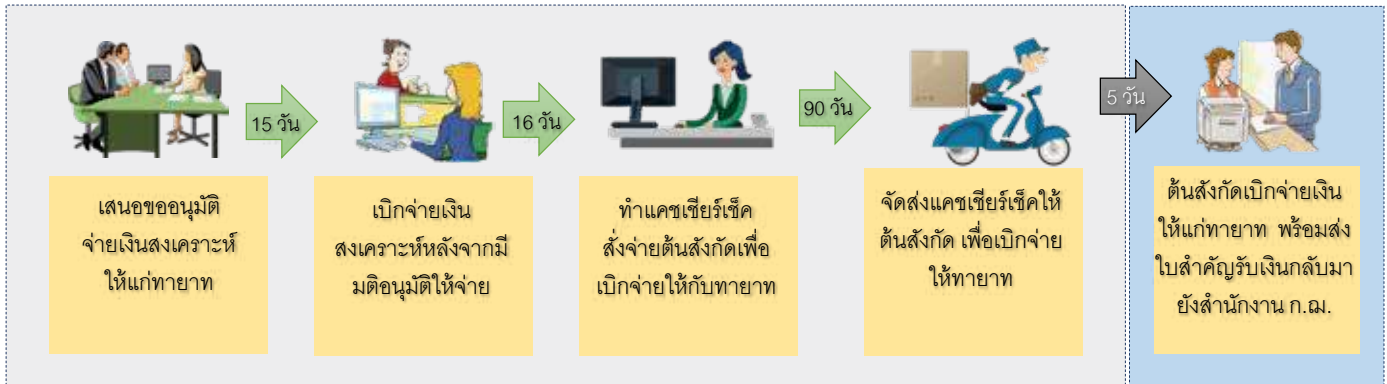 15 วัน
16 วัน
90 วัน
5 วัน
เสนอขออนุมัติ
จ่ายเงินสงเคราะห์
ให้แก่ทายาท
เบิกจ่ายเงิน
สงเคราะห์หลังจากมี
มติอนุมัติให้จ่าย
ทำแคชเชียร์เช็ค
สั่งจ่ายต้นสังกัดเพื่อ
เบิกจ่ายให้กับทายาท
จัดส่งแคชเชียร์เช็คให้
ต้นสังกัด เพื่อเบิกจ่าย
ให้ทายาท
ต้นสังกัดเบิกจ่ายเงิน
ให้แก่ทายาท พร้อมส่ง
ใบสำคัญรับเงินกลับมา
ยังสำนักงาน ก.ฌ.